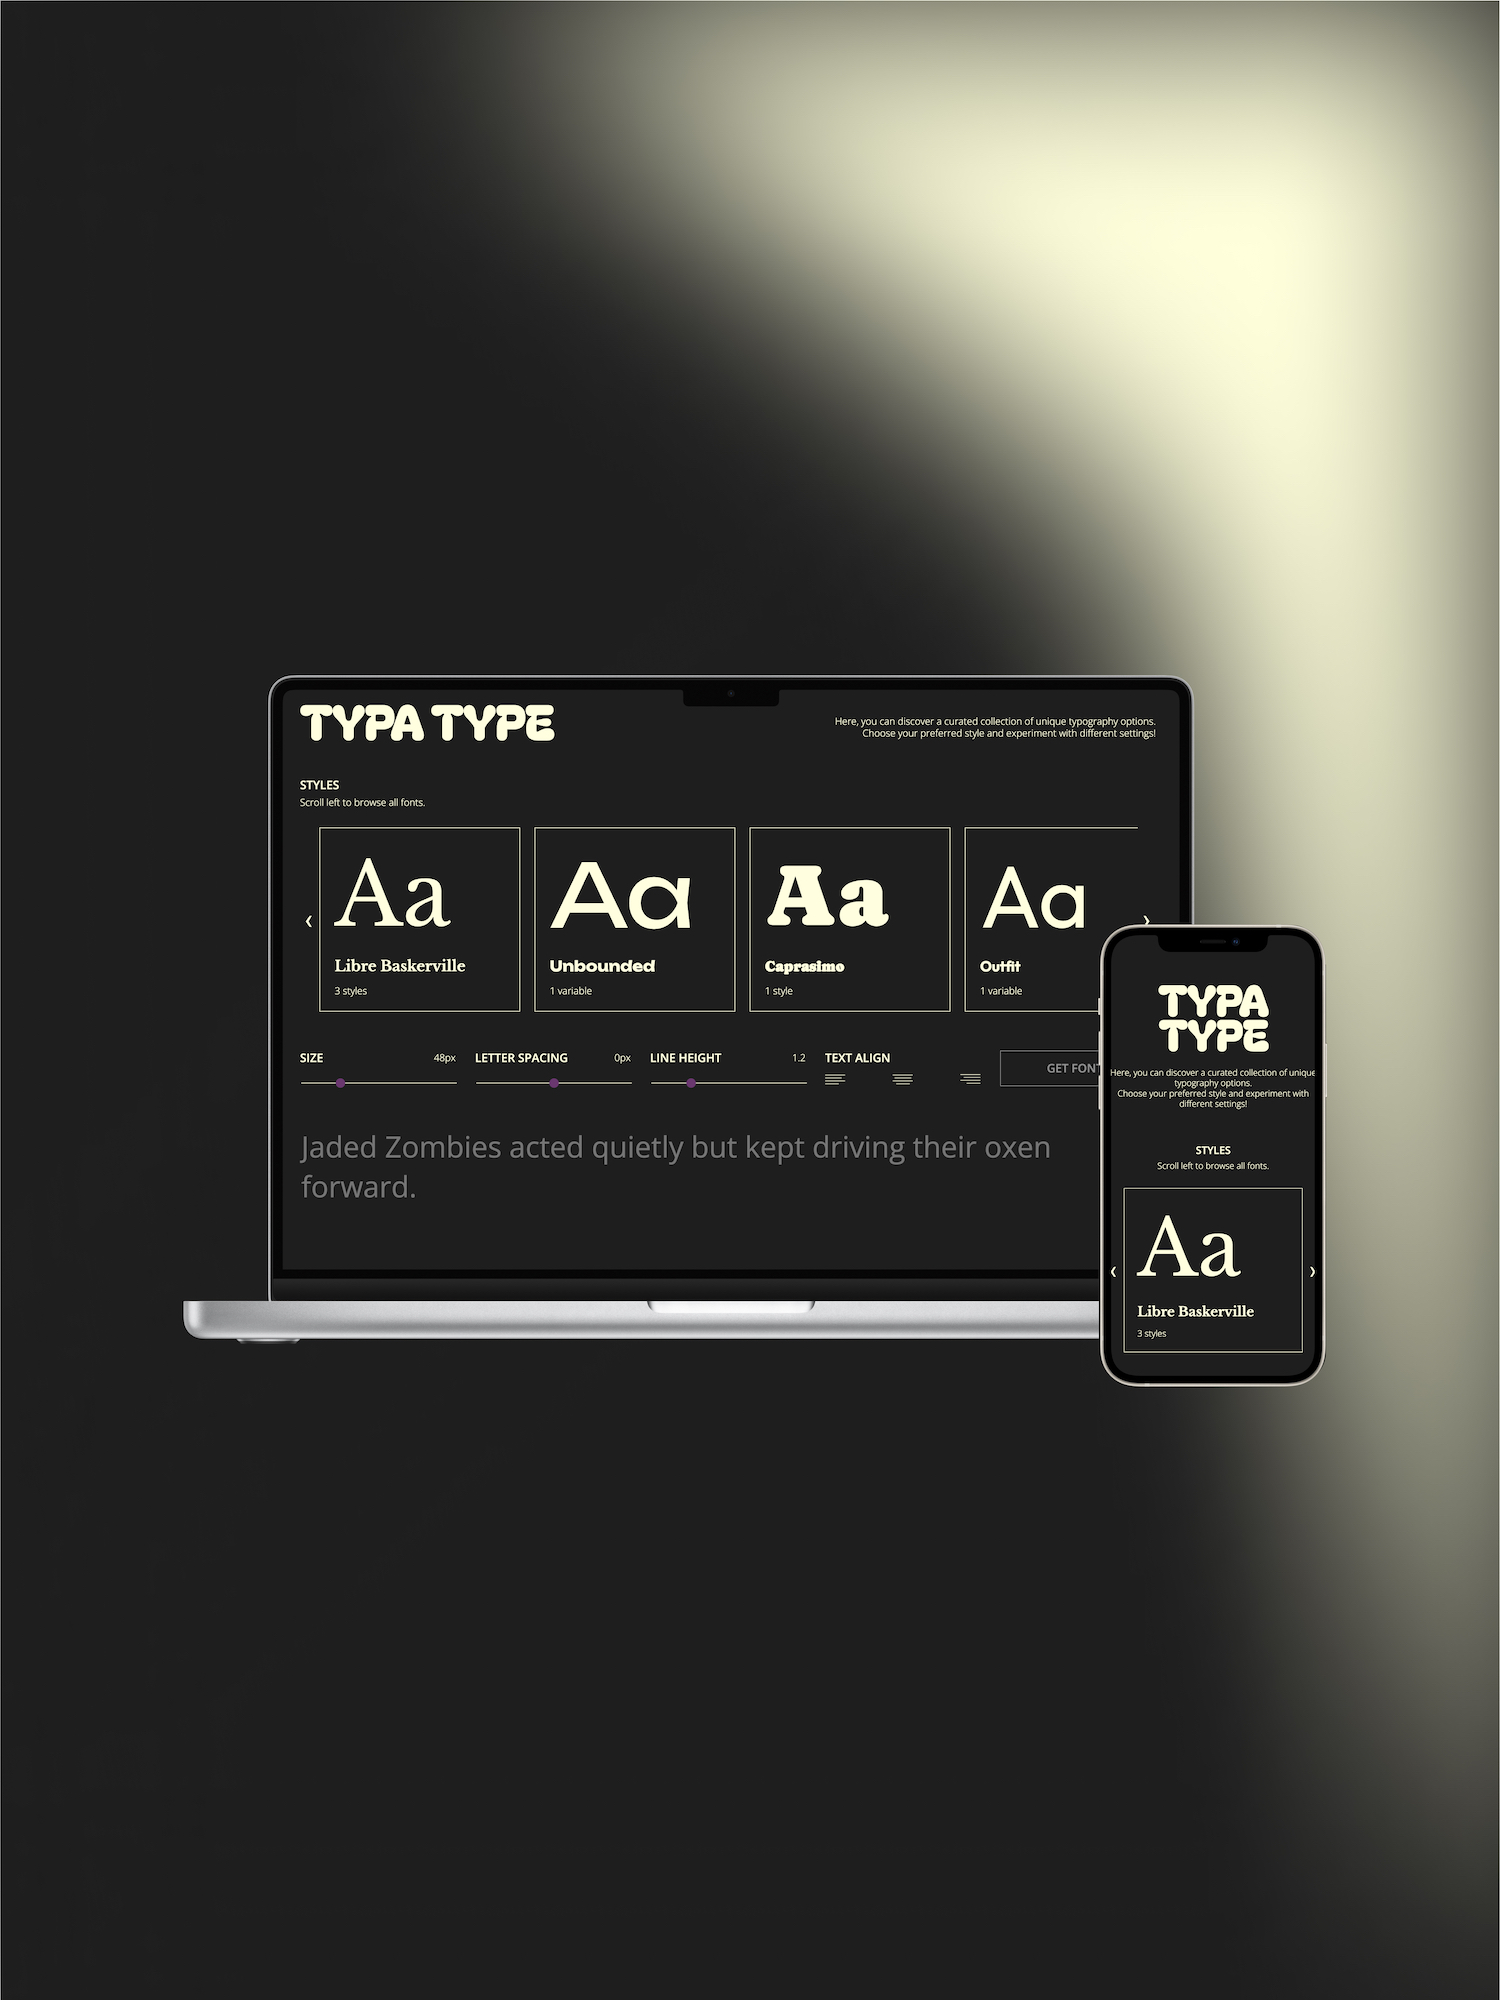 TYPA TYPE
Here, you can discover a curated collection of unique typography options.
Choose your preferred style and experiment with different settings!
STYLES
Scroll left to browse all fonts.
Aa
Libre Baskerville
3 styles
Aa
Unbounded
1 variable
Aa
Caprasimo
1 style
Aa
Outfit
1 variable
SIZE 48px
LETTER SPACING 0px
LINE HEIGHT 1.2
TEXT ALIGN
GET FON
Jaded Zombies acted quietly but kept driving their oxen
forward.
TYPA
TYPE
Here, you can discover a curated collection of unique
typography options.
Choose your preferred style and experiment with
different settings!
STYLES
Scroll left to browse all fonts.
Aa
Libre Baskerville
3 styles